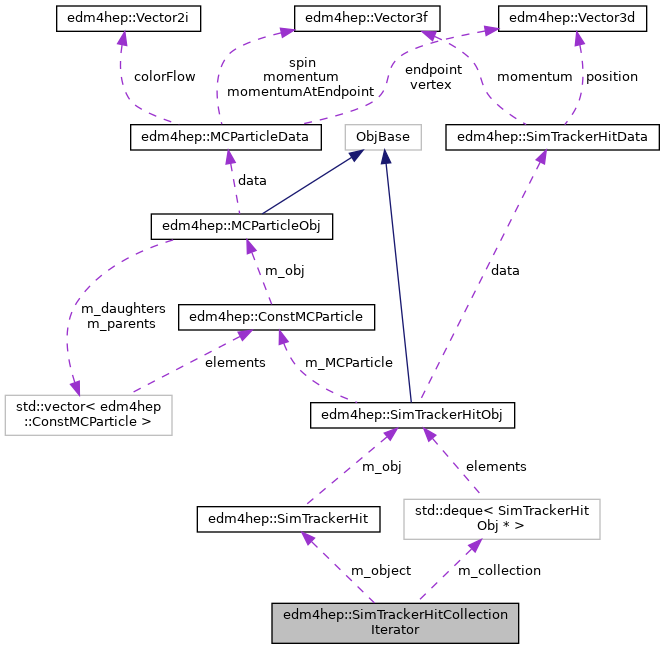 edm4hep::Vector2i
edm4hep::Vector3f
edm4hep::Vector3d
colorFlow
spin
momentum
momentumAtEndpoint
endpoint
vertex
momentum
position
edm4hep::MCParticleData
ObjBase
edm4hep::SimTrackerHitData
data
edm4hep::MCParticleObj
m_obj
data
m_daughters
m_parents
edm4hep::ConstMCParticle
elements
m_MCParticle
std::vector< edm4hep
::ConstMCParticle >
edm4hep::SimTrackerHitObj
m_obj
elements
edm4hep::SimTrackerHit
std::deque< SimTrackerHit
Obj * >
m_object
m_collection
edm4hep::SimTrackerHitCollection
Iterator